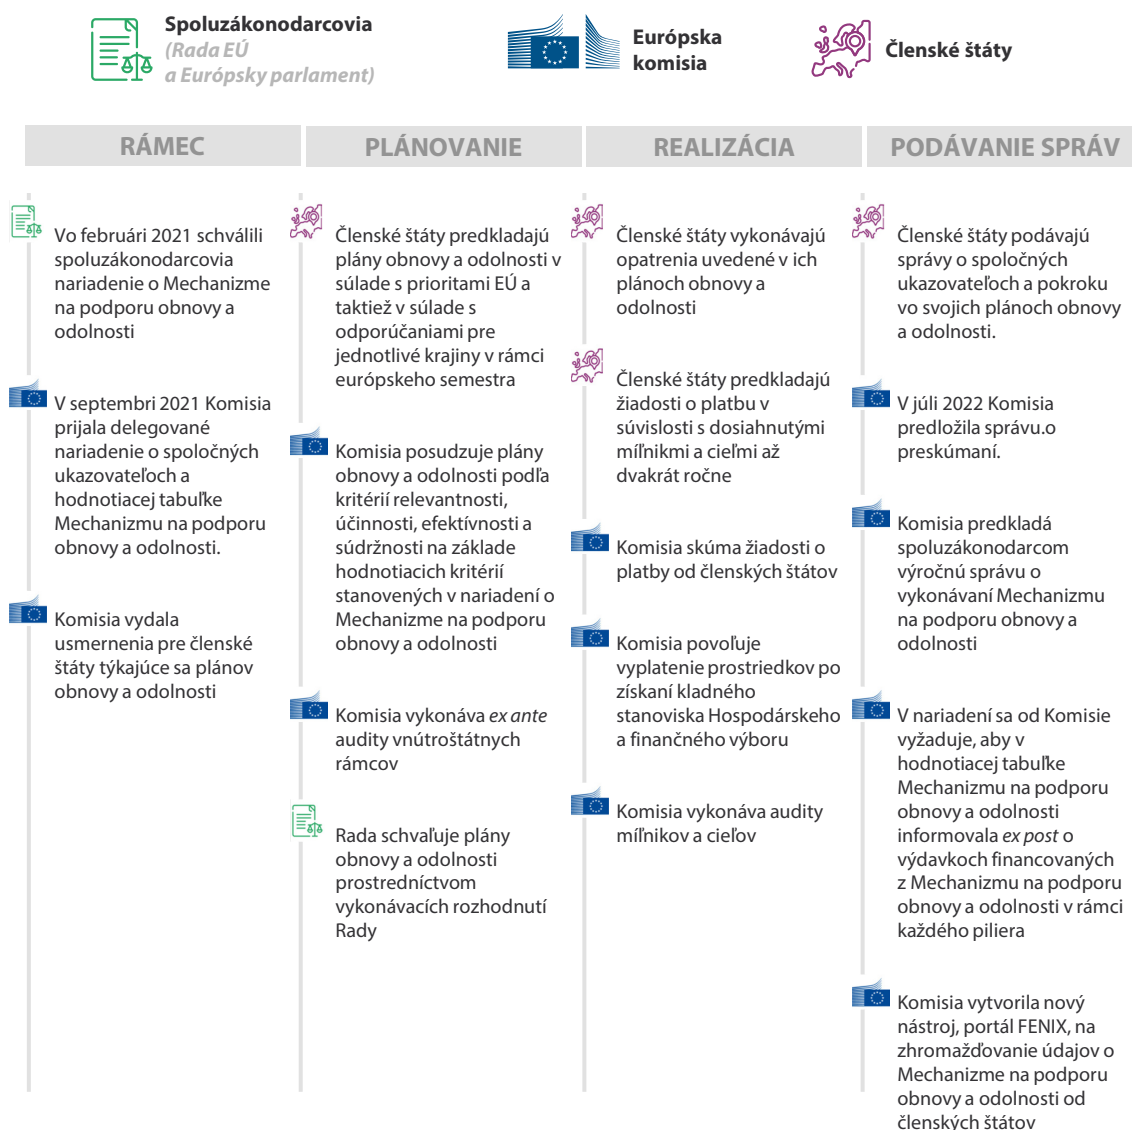 Spoluzákonodarcovia
(Rada EÚ
a Európsky parlament)
Európska
komisia
Členské štáty
RÁMEC
PLÁNOVANIE
REALIZÁCIA
PODÁVANIE SPRÁV
Vo februári 2021 schválili
spoluzákonodarcovia
nariadenie o Mechanizme
na podporu obnovy a
odolnosti
V septembri 2021 Komisia
prijala delegované
nariadenie o spoločných
ukazovateľoch a
hodnotiacej tabuľke
Mechanizmu na podporu
obnovy a odolnosti.
Komisia vydala
usmernenia pre členské
štáty týkajúce sa plánov
obnovy a odolnosti
Členské štáty predkladajú
plány obnovy a odolnosti v
súlade s prioritami EÚ a
taktiež v súlade s
odporúčaniami pre
jednotlivé krajiny v rámci
európskeho semestra
Komisia posudzuje plány
obnovy a odolnosti podľa
kritérií relevantnosti,
účinnosti, efektívnosti a
súdržnosti na základe
hodnotiacich kritérií
stanovených v nariadení o
Mechanizme na podporu
obnovy a odolnosti
Komisia vykonáva ex ante
audity vnútroštátnych
rámcov
Rada schvaľuje plány
obnovy a odolnosti
prostredníctvom
vykonávacích rozhodnutí
Rady
Členské štáty vykonávajú
opatrenia uvedené v ich
plánoch obnovy a
odolnosti
Členské štáty predkladajú
žiadosti o platbu v
súvislosti s dosiahnutými
míľnikmi a cieľmi až
dvakrát ročne
Komisia skúma žiadosti o
platby od členských štátov
Komisia povoľuje
vyplatenie prostriedkov po
získaní kladného
stanoviska Hospodárskeho
a finančného výboru
Komisia vykonáva audity
míľnikov a cieľov
Členské štáty podávajú
správy o spoločných
ukazovateľoch a pokroku
vo svojich plánoch obnovy
a odolnosti.
V júli 2022 Komisia
predložila správu.o
preskúmaní.
Komisia predkladá
spoluzákonodarcom
výročnú správu o
vykonávaní Mechanizmu
na podporu obnovy a
odolnosti
V nariadení sa od Komisie
vyžaduje, aby v
hodnotiacej tabuľke
Mechanizmu na podporu
obnovy a odolnosti
informovala ex post o
výdavkoch financovaných
z Mechanizmu na podporu
obnovy a odolnosti v rámci
každého piliera
Komisia vytvorila nový
nástroj, portál FENIX, na
zhromažďovanie údajov o
Mechanizme na podporu
obnovy a odolnosti od
členských štátov